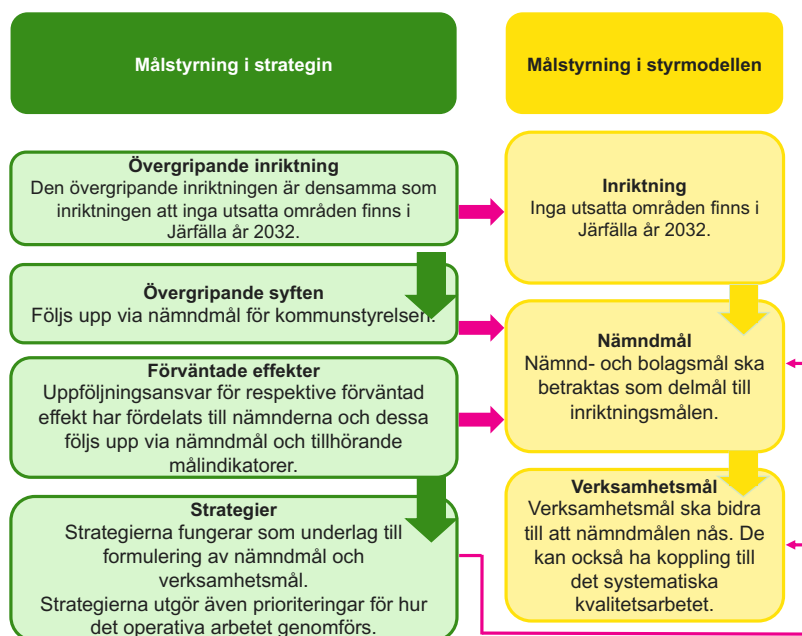 Målstyrning i strategin
Målstyrning i styrmodellen
Övergripande inriktning
Den övergripande inriktningen är densamma som
inriktningen att inga utsatta områden finns i
Järfälla år 2032.
Inriktning
Inga utsatta områden finns i
Järfälla år 2032.
Övergripande syften
Följs upp via nämndmål för kommunstyrelsen.
Nämndmål
Nämnd- och bolagsmål ska
betraktas som delmål till
inriktningsmålen.
Förväntade effekter
Uppföljningsansvar för respektive förväntad
effekt har fördelats till nämnderna och dessa
följs upp via nämndmål och tillhörande
målindikatorer.
Verksamhetsmål
Verksamhetsmål ska bidra
till att nämndmålen nås. De
kan också ha koppling till
det systematiska
kvalitetsarbetet.
Strategier
Strategierna fungerar som underlag till
formulering av nämndmål och
verksamhetsmål.
Strategierna utgör även prioriteringar för hur
det operativa arbetet genomförs.